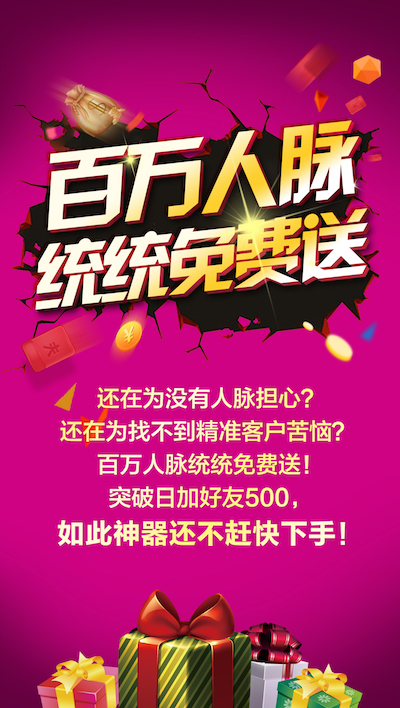 百万人脉
统统免费送
还在为没有人脉担心?
还在为找不到精准客户苦恼?
百万人脉统统免费送!
突破日加好友500,
如此神器还不赶快下手!